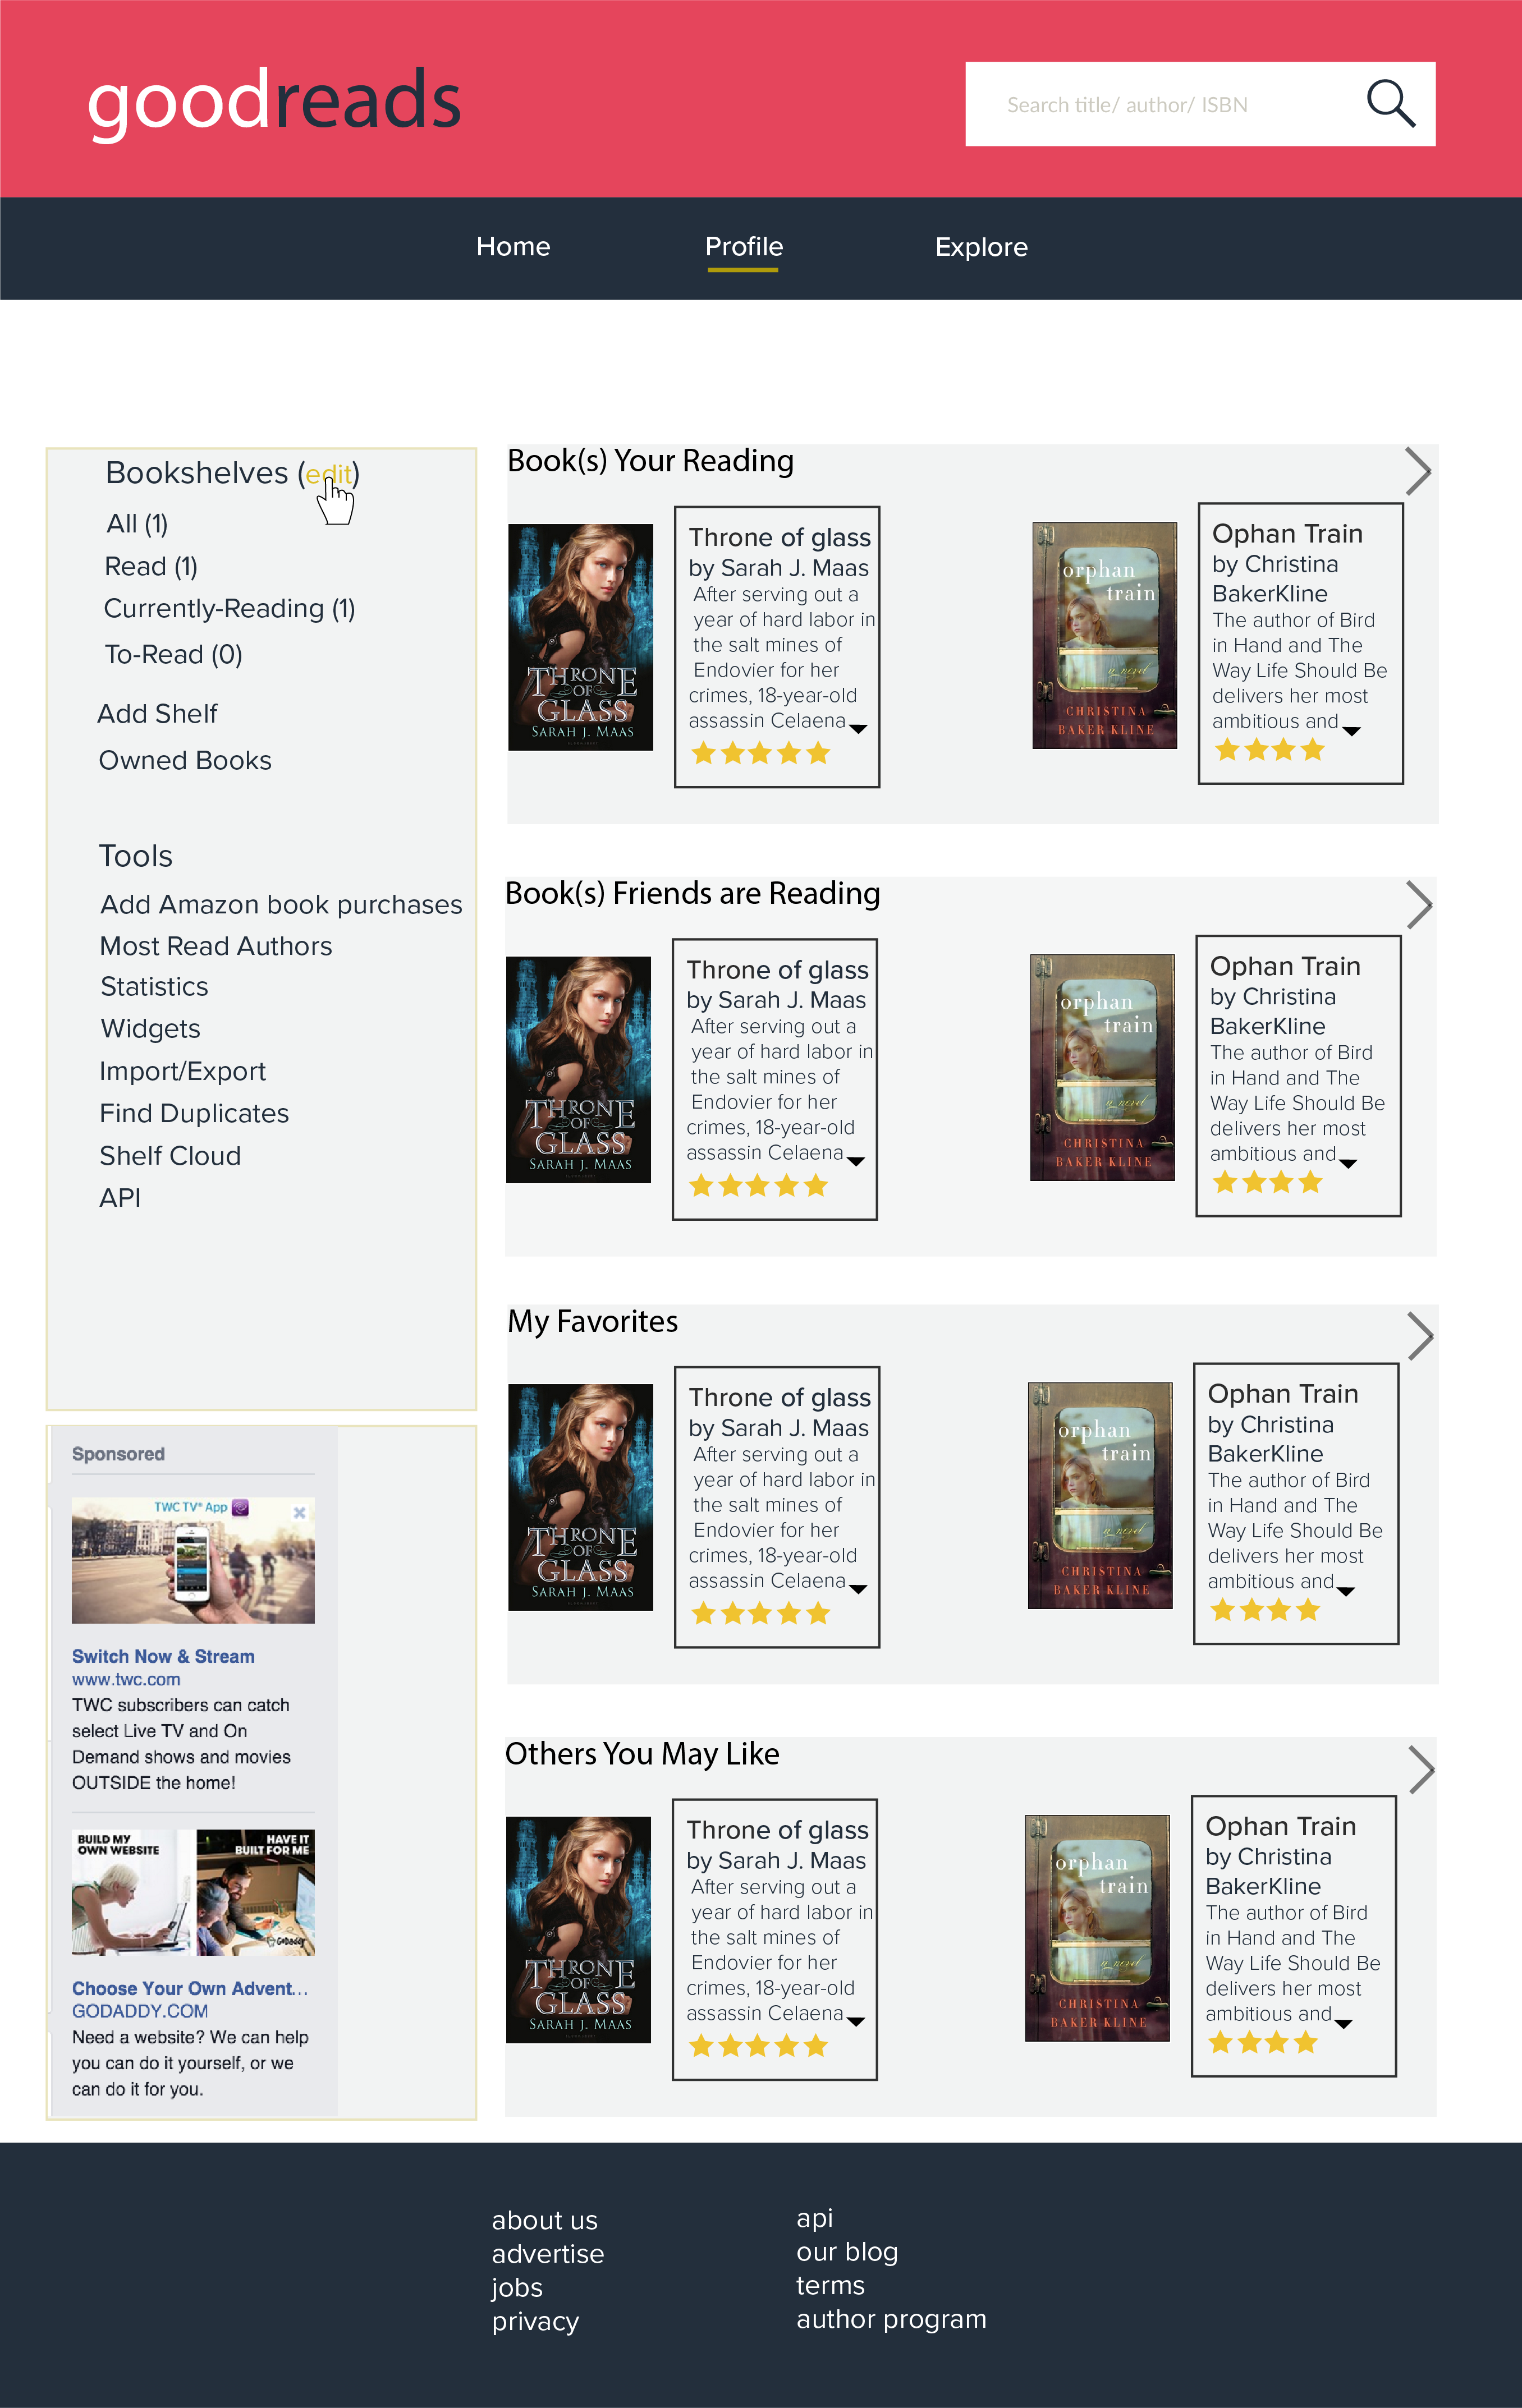 goodreads
Search title/ author/ ISBN
Home
Profile
Explore
Bookshelves (edit)
All (1)
Read (1)
Currently-Reading (1)
To-Read (0)
Add Shelf
Owned Books
Tools
Add Amazon book purchases
Most Read Authors
Statistics
Widgets
Import/Export
Find Duplicates
Shelf Cloud
API
Sponsored
TWC TV® App
Switch Now & Stream
www.twc.com
TWC subscribers can catch
select Live TV and On
Demand shows and movies
OUTSIDE the home!
BUILD MY
OWN WEBSITE
HAVE IT
BUILT FOR ME
GoDaddy
Choose Your Own Advent...
GODADDY.COM
Need a website? We can help
you can do it yourself, or we
can do it for you.
Book(s) Your Reading
THRONE
OF
GLASS
SARAH J. MAAS
Throne of glass
by Sarah J. Maas
After serving out a
year of hard labor in
the salt mines of
Endovier for her
crimes, 18-year-old
assassin Celaena
orphan
train
a novel
CHRISTINA
BAKER KLINE
Ophan Train
by Christina
BakerKline
The author of Bird
in Hand and The
Way Life Should Be
delivers her most
ambitious and
Book(s) Friends are Reading
THRONE
OF
GLASS
SARAH J. MAAS
Throne of glass
by Sarah J. Maas
After serving out a
year of hard labor in
the salt mines of
Endovier for her
crimes, 18-year-old
assassin Celaena
orphan
train
a novel
CHRISTINA
BAKER KLINE
Ophan Train
by Christina
BakerKline
The author of Bird
in Hand and The
Way Life Should Be
delivers her most
ambitious and
My Favorites
THRONE
OF
GLASS
SARAH J. MAAS
Throne of glass
by Sarah J. Maas
After serving out a
year of hard labor in
the salt mines of
Endovier for her
crimes, 18-year-old
assassin Celaena
orphan
train
a novel
CHRISTINA
BAKER KLINE
Ophan Train
by Christina
BakerKline
The author of Bird
in Hand and The
Way Life Should Be
delivers her most
ambitious and
Others You May Like
THRONE
OF
GLASS
SARAH J. MAAS
Throne of glass
by Sarah J. Maas
After serving out a
year of hard labor in
the salt mines of
Endovier for her
crimes, 18-year-old
assassin Celaena
orphan
train
a novel
CHRISTINA
BAKER KLINE
Ophan Train
by Christina
BakerKline
The author of Bird
in Hand and The
Way Life Should Be
delivers her most
ambitious and
about us
advertise
jobs
privacy
api
our blog
terms
author program